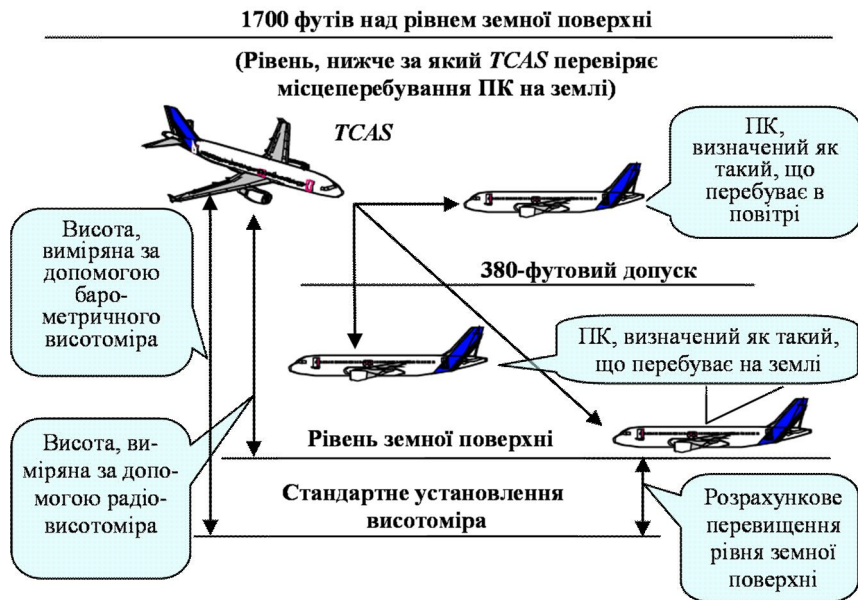 1700 футів над рівнем земної поверхні
(Рівень, нижче за який TCAS перевіряє
місцеперебування ПК на землі)
TCAS
ПК,
визначений як
такий, що
перебуває в
повітрі
Висота,
виміряна за
допомогою
баро-
метричного
висотоміра
380-футовий допуск
ПК, визначений як такий,
що перебуває на землі
Висота, ви-
міряна за допо-
могою радіо-
висотоміра
Рівень земної поверхні
Стандартне установлення
висотоміра
Розрахункове
перевищення
рівня земної
поверхні